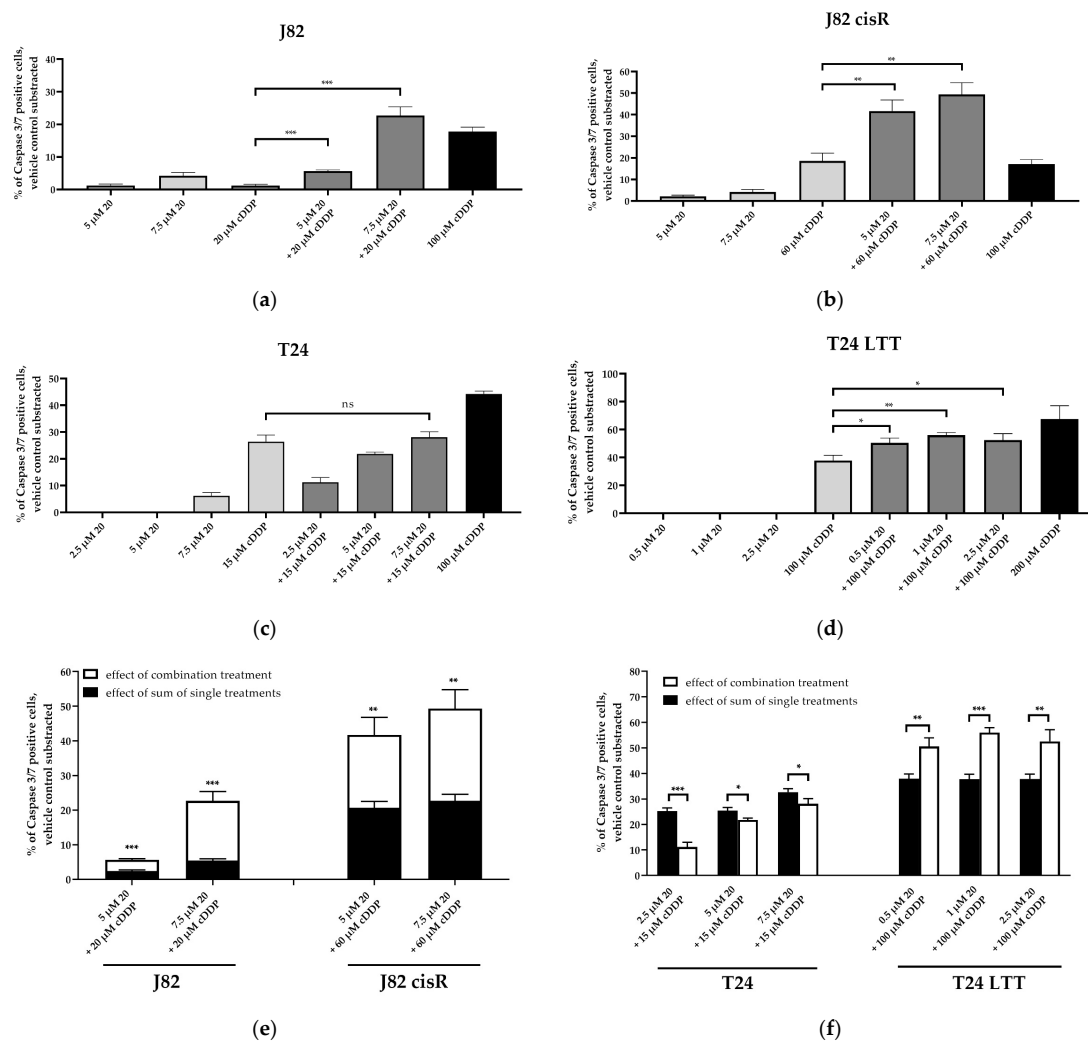 J82
% of Caspase 3/7 positive cells,
vehicle control substracted
40
30
20
10
0
***
***
5 µM 20
7.5 µM 20
20 µM cDDP
5 µM 20
+ 20 µM cDDP
7.5 µM 20
+ 20 µM cDDP
100 µM cDDP
(a)
J82 cisR
% of Caspase 3/7 positive cells,
vehicle control substracted
60
50
40
30
20
10
0
**
**
5 µM 20
7.5 µM 20
60 µM cDDP
5 µM 20
+ 60 µM cDDP
7.5 µM 20
+ 60 µM cDDP
100 µM cDDP
(b)
T24
% of Caspase 3/7 positive cells,
vehicle control substracted
50
40
30
20
10
0
ns
2.5 µM 20
5 µM 20
7.5 µM 20
15 µM cDDP
2.5 µM 20
+ 15 µM cDDP
5 µM 20
+ 15 µM cDDP
7.5 µM 20
+ 15 µM cDDP
100 µM cDDP
(c)
T24 LTT
% of Caspase 3/7 positive cells,
vehicle control substracted
100
80
60
40
20
0
*
**
*
0.5 µM 20
1 µM 20
2.5 µM 20
100 µM cDDP
0.5 µM 20
+ 100 µM cDDP
1 µM 20
+ 100 µM cDDP
2.5 µM 20
+ 100 µM cDDP
200 µM cDDP
(d)
% of Caspase 3/7 positive cells,
vehicle control substracted
60
50
40
30
20
10
0
effect of combination treatment
effect of sum of single treatments
***
***
**
**
5 µM 20
+ 20 µM cDDP
7.5 µM 20
+ 20 µM cDDP
5 µM 20
+ 60 µM cDDP
7.5 µM 20
+ 60 µM cDDP
J82
J82 cisR
(e)
% of Caspase 3/7 positive cells,
vehicle control substracted
80
70
60
50
40
30
20
10
0
effect of combination treatment
effect of sum of single treatments
***
*
*
**
***
**
2.5 µM 20
+ 15 µM cDDP
5 µM 20
+ 15 µM cDDP
7.5 µM 20
+ 15 µM cDDP
0.5 µM 20
+ 100 µM cDDP
1 µM 20
+ 100 µM cDDP
2.5 µM 20
+ 100 µM cDDP
T24
T24 LTT
(f)